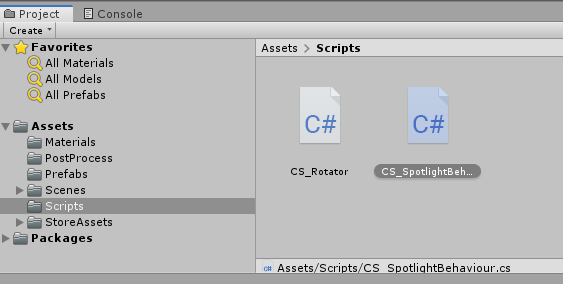 Project
Console
Create
Favorites
All Materials
All Models
All Prefabs
Assets
Materials
PostProcess
Prefabs
Scenes
Scripts
StoreAssets
Packages
Assets > Scripts
C#
C#
CS_Rotator
CS_SpotlightBeh...
C# Assets/Scripts/CS_SpotlightBehaviour.cs